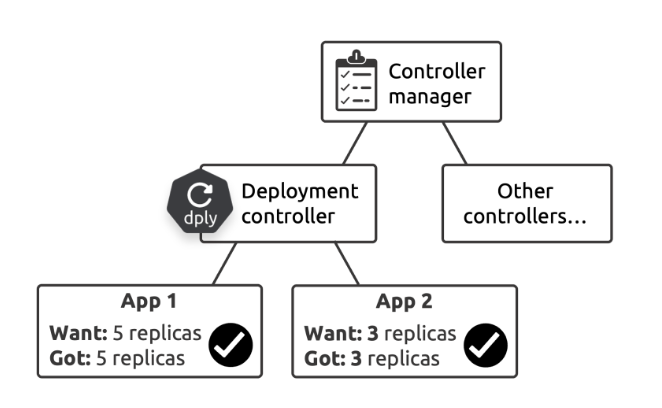 Controller
manager
Deployment
controller
dply
Other
controllers…
App 1
Want: 5 replicas
Got: 5 replicas
App 2
Want: 3 replicas
Got: 3 replicas